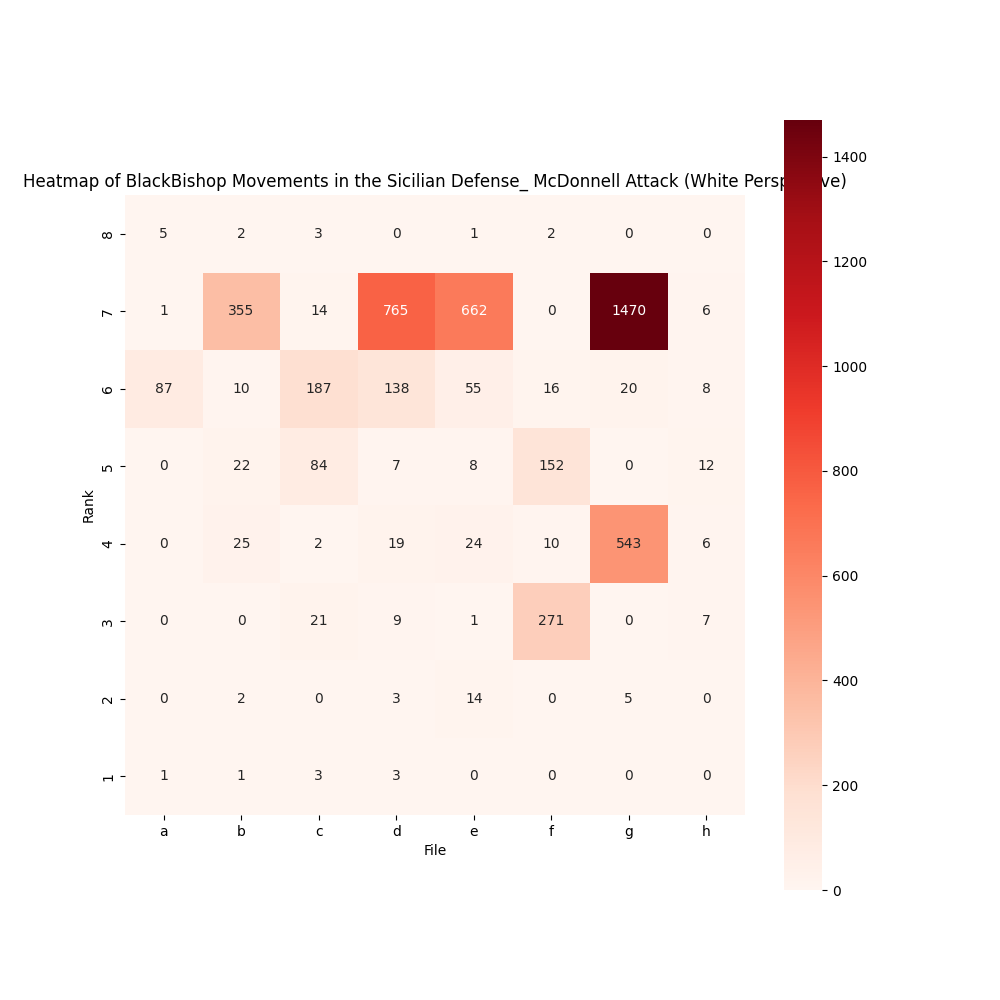 Heatmap of BlackBishop Movements in the Sicilian Defense_ McDonnell Attack (White Perspective)
8 5 2 3 0 1 2 0 0
7 1 355 14 765 662 0 1470 6
6 87 10 187 138 55 16 20 8
5 0 22 84 7 8 152 0 12
4 0 25 2 19 24 10 543 6
3 0 0 21 9 1 271 0 7
2 0 2 0 3 14 0 5 0
1 1 1 3 3 0 0 0 0
a b c d e f g h
File
Rank
1400
1200
1000
800
600
400
200
0